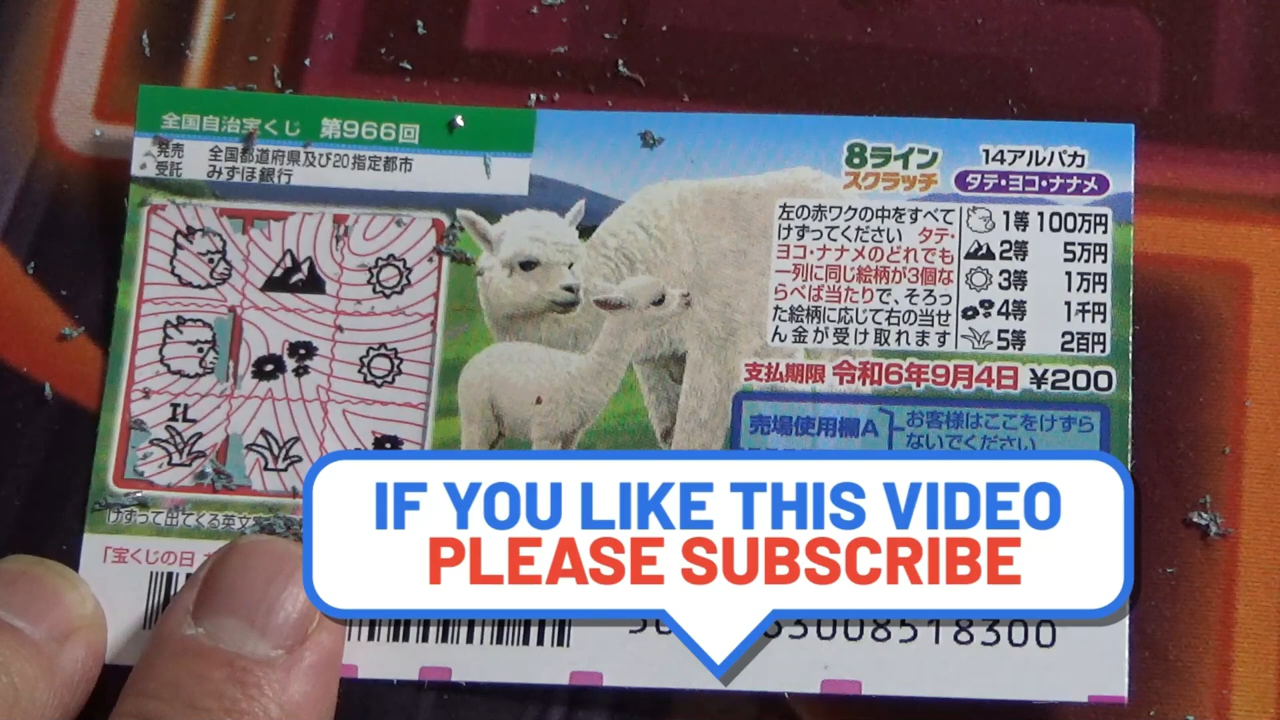 全国自治宝くじ 第966回
発売 全国都道府県及び20指定都市
受託 みずほ銀行
IL
8ライン
スクラッチ
14アルパカ
タテ・ヨコ・ナナメ
左の赤ワクの中をすべて
けずってください タテ・
ヨコ・ナナメのどれでも
一列に同じ絵柄が3個な
らべば当たりで、そろっ
た絵柄に応じて右の当せ
ん金が受け取れます
1等 100万円
2等 5万円
3等 1万円
4等 1千円
5等 2百円
支払期限 令和6年9月4日 ¥200
売場使用欄A
お客様はここをけずら
ないでください
けずって出てくる英文
「宝くじの日
IF YOU LIKE THIS VIDEO
PLEASE SUBSCRIBE
3008518300